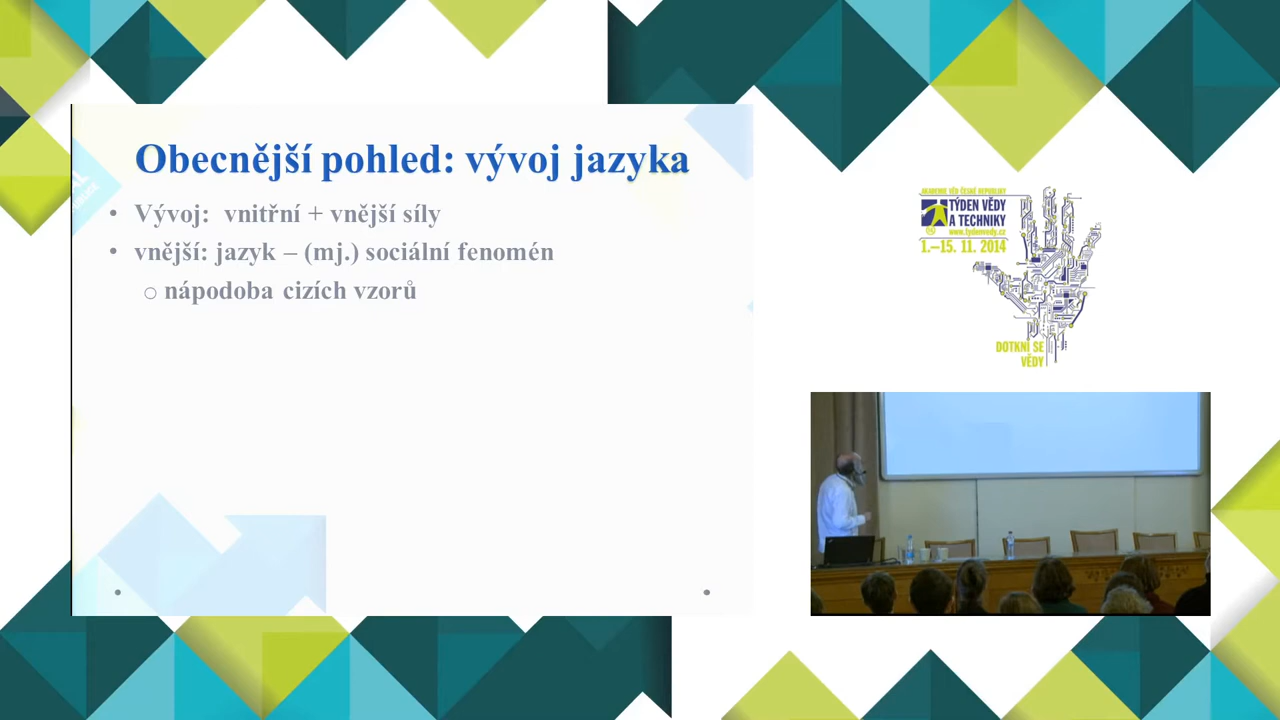 Obecnější pohled: vývoj jazyka
• Vývoj: vnitřní + vnější síly
• vnější: jazyk – (mj.) sociální fenomén
○ nápodoba cizích vzorů
AKADEMIE VĚD ČESKÉ REPUBLIKY
TÝDEN VĚDY
A TECHNIKY
www.tydenvedy.cz
1.–15. 11. 2014
DOTKNI SE
VĚDY